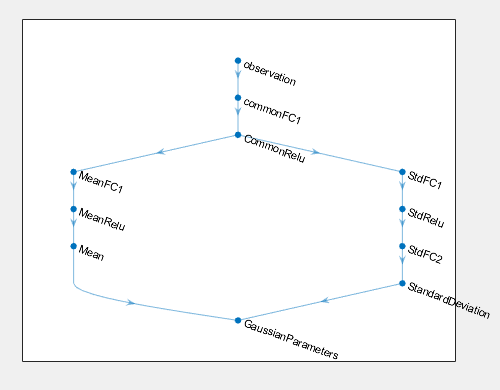 observation
commonFC1
CommonRelu
MeanFC1
StdFC1
MeanRelu
StdRelu
Mean
StdFC2
StandardDeviation
GaussianParameters